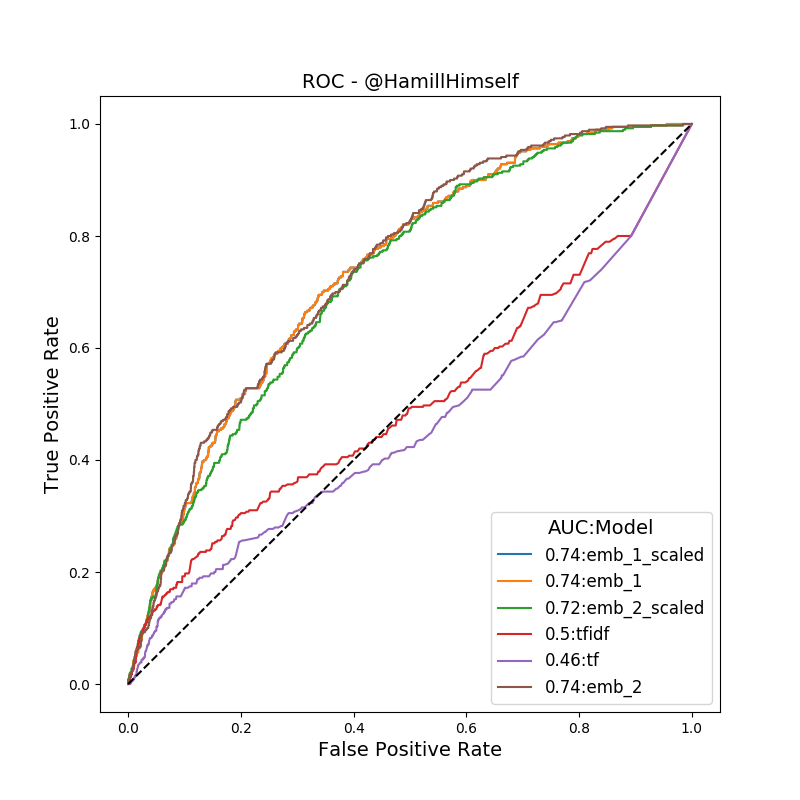 ROC - @HamillHimself
True Positive Rate
1.0
0.8
0.6
0.4
0.2
0.0
AUC:Model
0.74:emb_1_scaled
0.74:emb_1
0.72:emb_2_scaled
0.5:tfidf
0.46:tf
0.74:emb_2
0.0 0.2 0.4 0.6 0.8 1.0
False Positive Rate